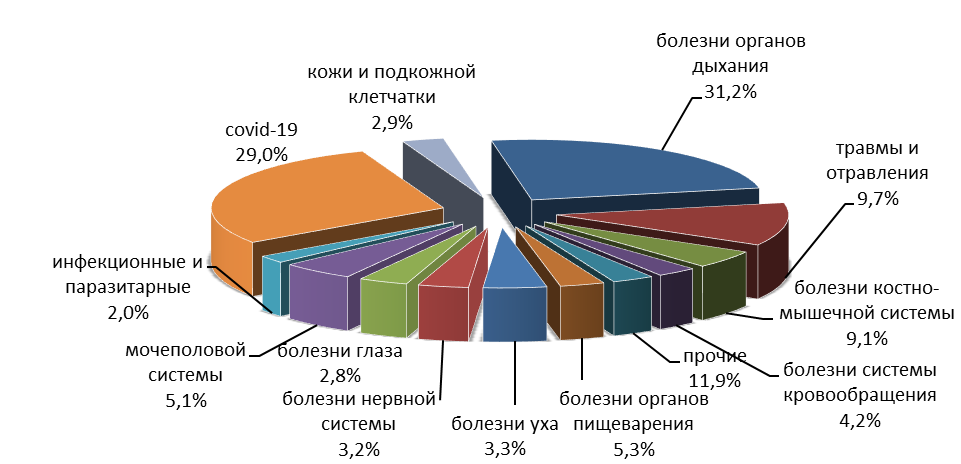 болезни органов
дыхания
31,2%
кожи и подкожной
клетчатки
2,9%
covid-19
29,0%
травмы и
отравления
9,7%
инфекционные и
паразитарные
2,0%
болезни костно-
мышечной системы
9,1%
мочеполовой
системы
5,1%
болезни глаза
2,8%
прочие
11,9%
болезни системы
кровообращения
4,2%
болезни нервной
системы
3,2%
болезни уха
3,3%
болезни органов
пищеварения
5,3%